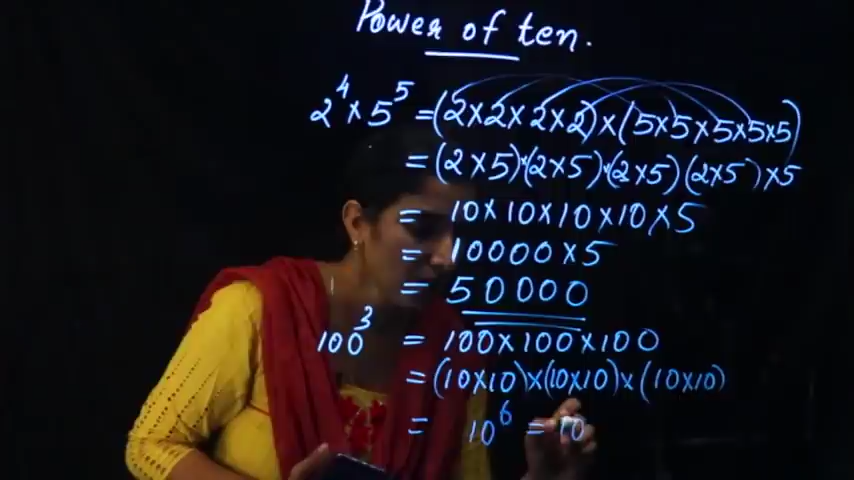 Power of ten.
2⁴ × 5⁵ = (2×2×2×2)×(5×5×5×5×5)
= (2×5)×(2×5)×(2×5)(2×5)×5
= 10×10×10×10×5
= 10000×5
= 50000
100³ = 100×100×100
= (10×10)×(10×10)×(10×10)
= 10⁶ = 10